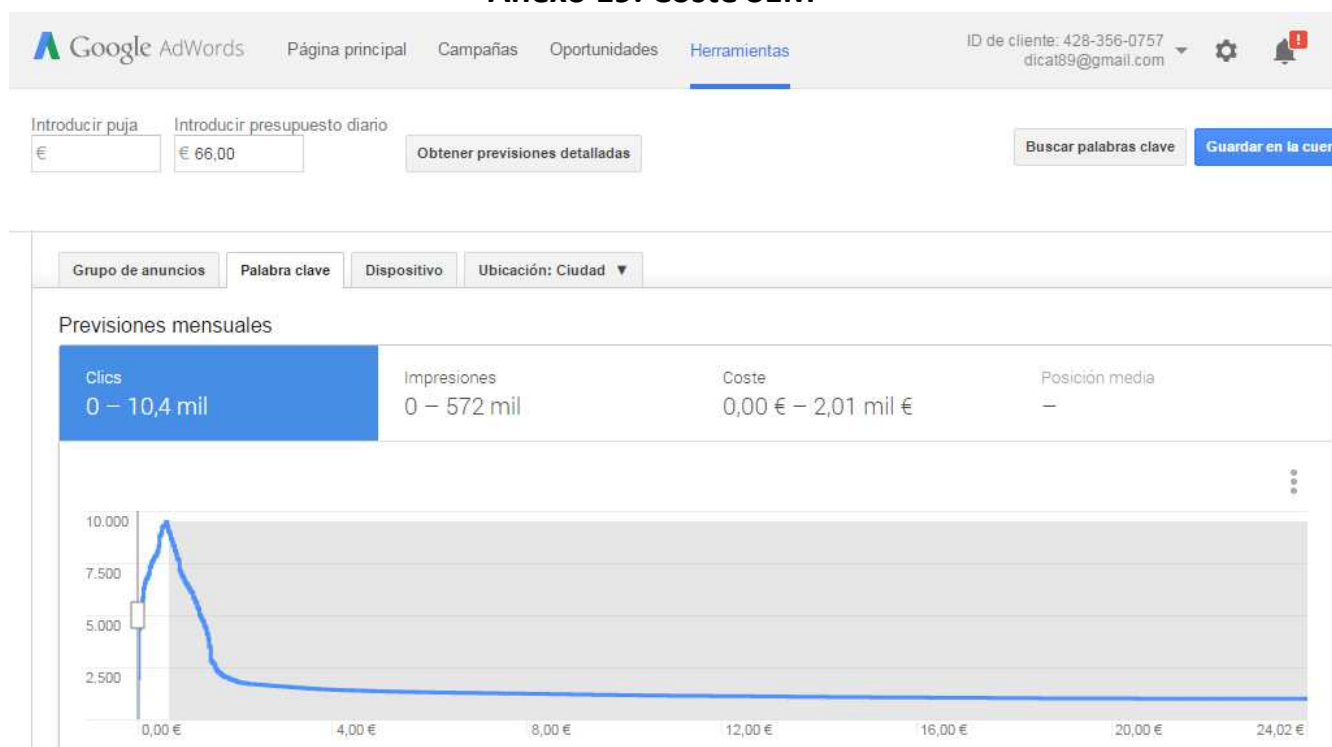 Google AdWords Página principal Campañas Oportunidades Herramientas ID de cliente: 428-356-0757
dicat89@gmail.com
Introducir puja Introducir presupuesto diario
€ € 66,00 Obtener previsiones detalladas Buscar palabras clave Guardar en la cuen
Grupo de anuncios Palabra clave Dispositivo Ubicación: Ciudad ▼
Previsiones mensuales
Clics Impresiones Coste Posición media
0 – 10,4 mil 0 – 572 mil 0,00 € – 2,01 mil € –
10.000
7.500
5.000
2.500
0,00 € 4,00 € 8,00 € 12,00 € 16,00 € 20,00 € 24,02 €